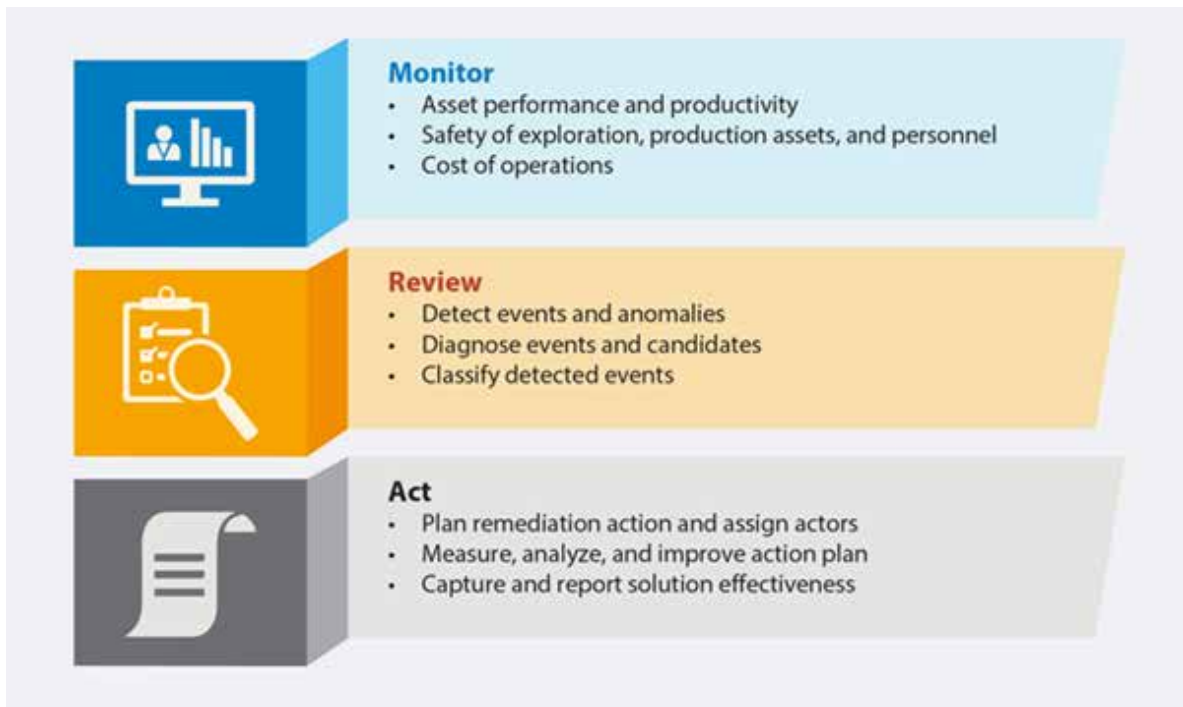 Monitor
• Asset performance and productivity
• Safety of exploration, production assets, and personnel
• Cost of operations
Review
• Detect events and anomalies
• Diagnose events and candidates
• Classify detected events
Act
• Plan remediation action and assign actors
• Measure, analyze, and improve action plan
• Capture and report solution effectiveness